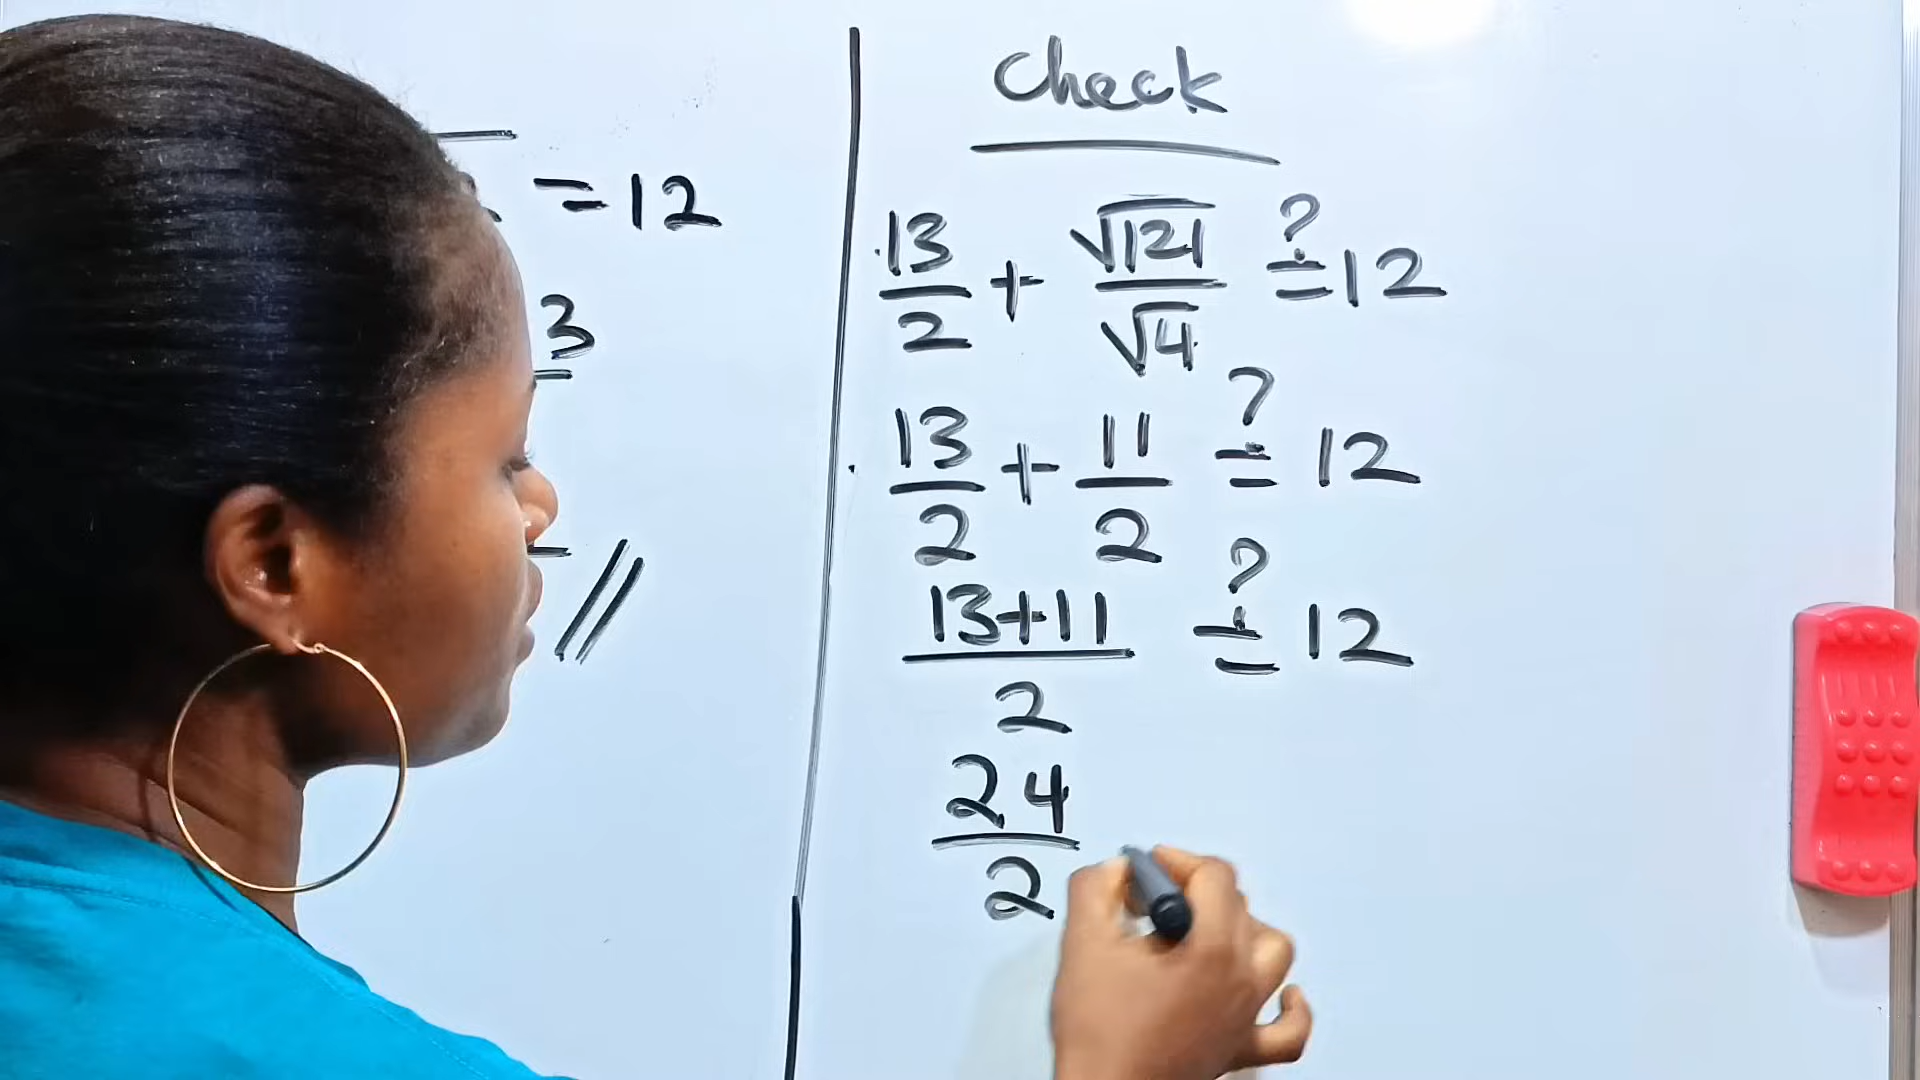 = 12
3
Check
13/2 + √121/√4 ≟ 12
13/2 + 11/2 ≟ 12
13+11/2 ≟ 12
24/2